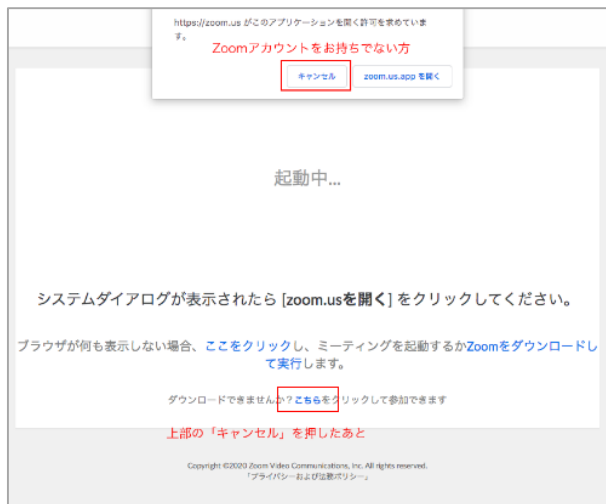 https://zoom.us がこのアプリケーションを開く許可を求めていま
す。
Zoomアカウントをお持ちでない方
キャンセル
zoom.us.app を開く
起動中...
システムダイアログが表示されたら [zoom.usを開く] をクリックしてください。
ブラウザが何も表示しない場合、ここをクリックし、ミーティングを起動するかZoomをダウンロードし
て実行します。
ダウンロードできませんか？こちらをクリックして参加できます
上部の「キャンセル」を押したあと
Copyright ©2020 Zoom Video Communications, Inc. All rights reserved.
「プライバシーおよび法務ポリシー」